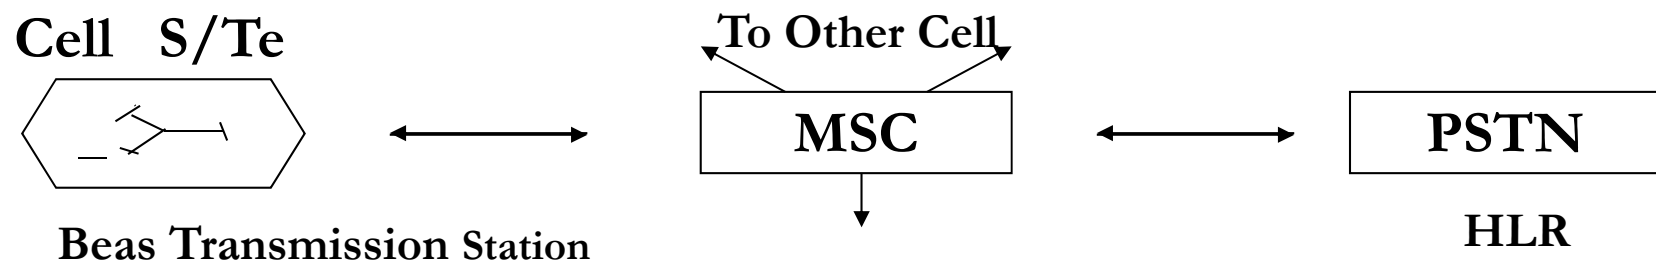 Cell S/Te
To Other Cell
MSC
PSTN
Beas Transmission Station
HLR